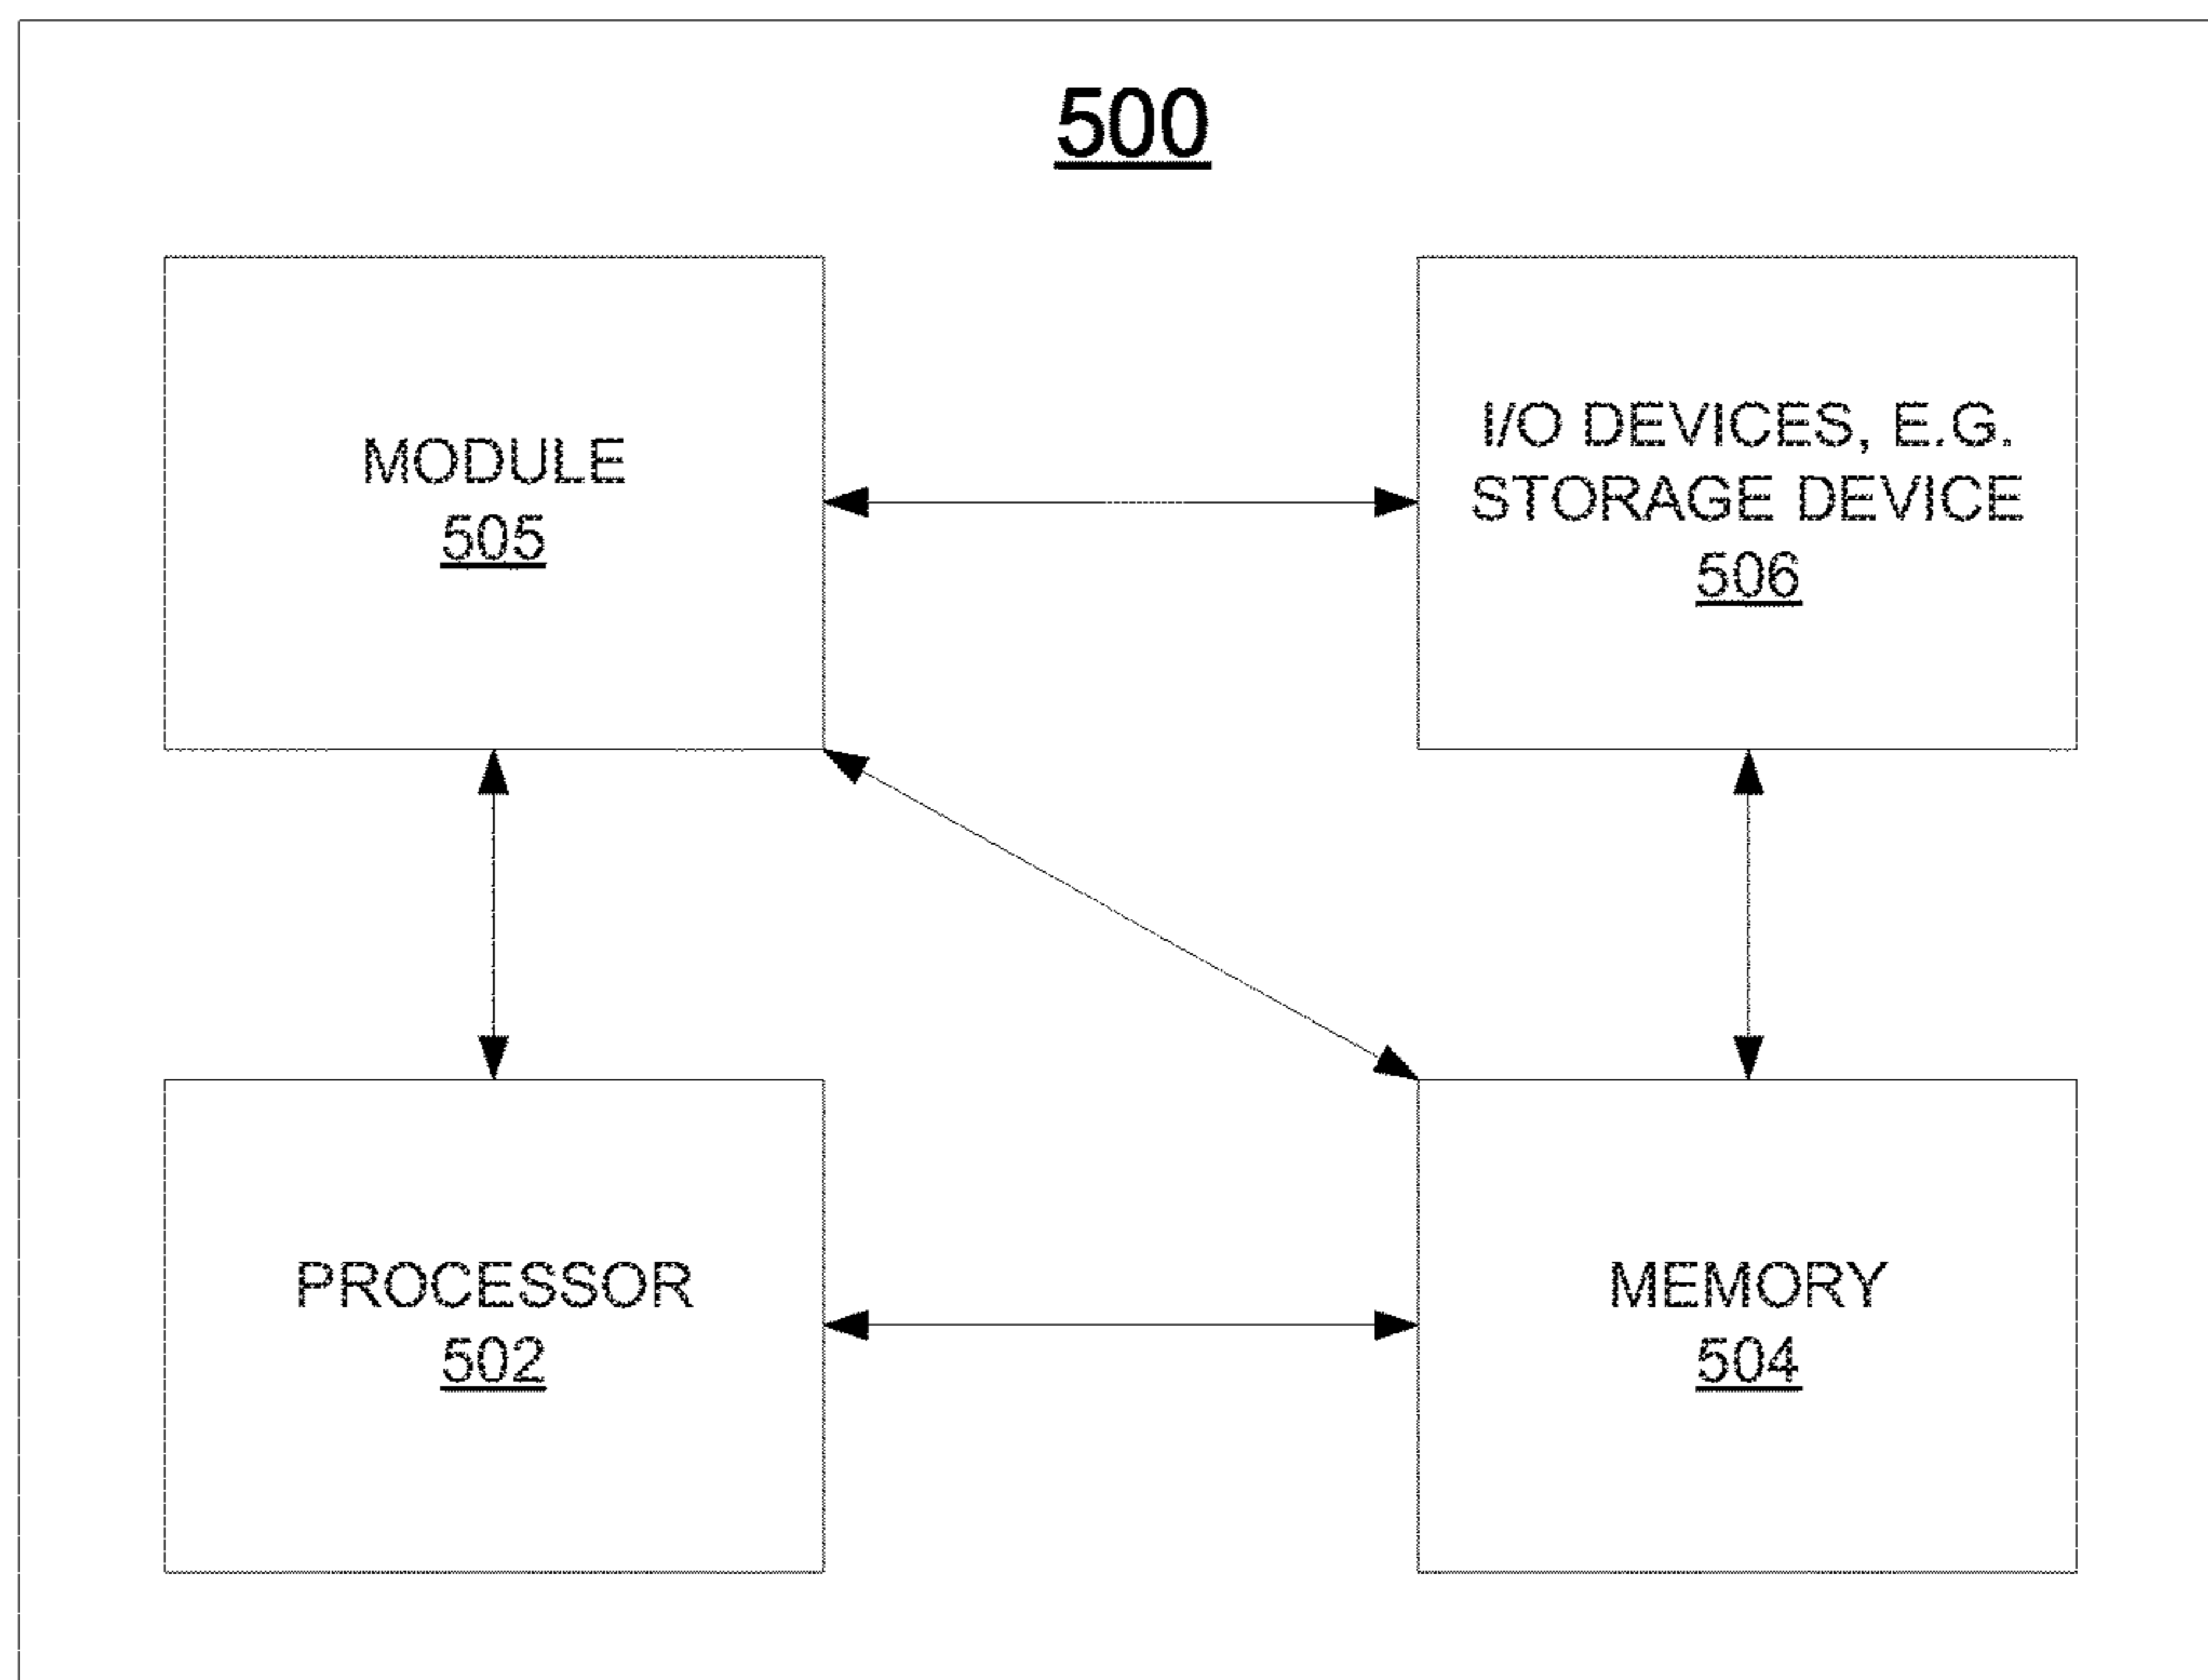 500
MODULE
505
I/O DEVICES, E.G.
STORAGE DEVICE
506
PROCESSOR
502
MEMORY
504